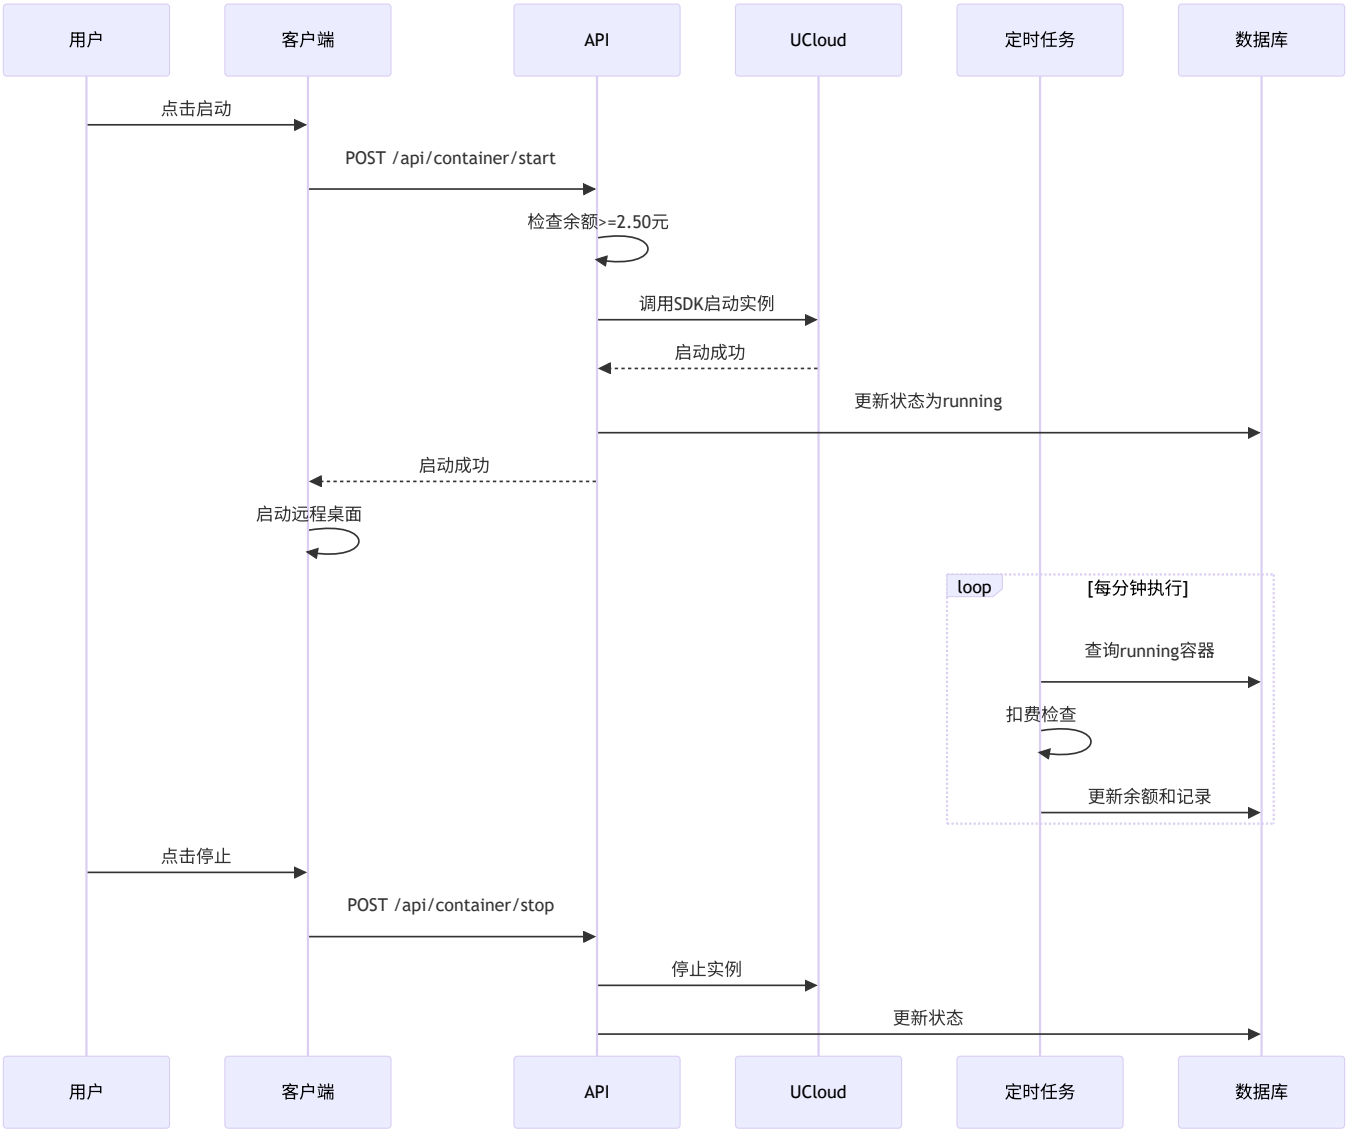 用户
客户端
API
UCloud
定时任务
数据库
点击启动
POST /api/container/start
检查余额>=2.50元
调用SDK启动实例
启动成功
更新状态为running
启动成功
启动远程桌面
loop
[每分钟执行]
查询running容器
扣费检查
更新余额和记录
点击停止
POST /api/container/stop
停止实例
更新状态
用户
客户端
API
UCloud
定时任务
数据库